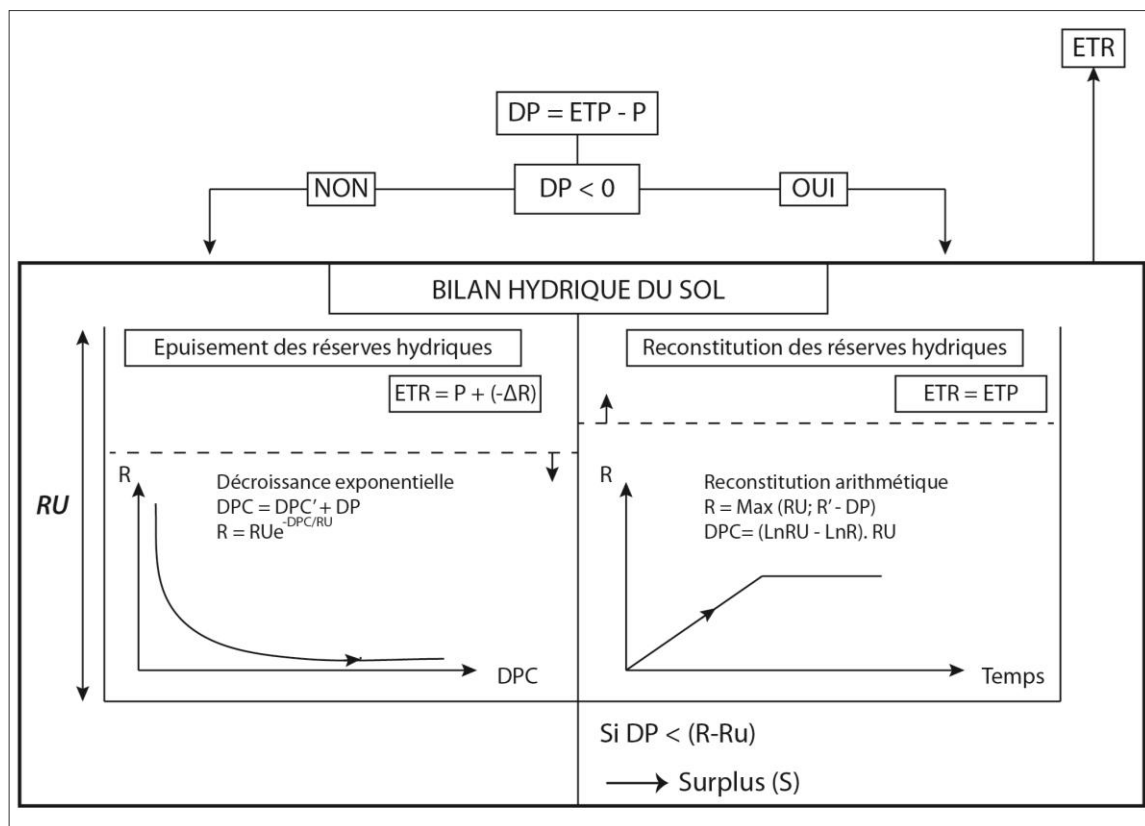 ETR
DP = ETP - P
NON
DP < 0
OUI
BILAN HYDRIQUE DU SOL
Epuisement des réserves hydriques
ETR = P + (-ΔR)
RU
R
Décroissance exponentielle
DPC = DPC' + DP
R = RUe^-DPC/RU
DPC
Reconstitution des réserves hydriques
ETR = ETP
R
Reconstitution arithmétique
R = Max (RU; R' - DP)
DPC= (LnRU - LnR). RU
Temps
Si DP < (R-Ru)
Surplus (S)